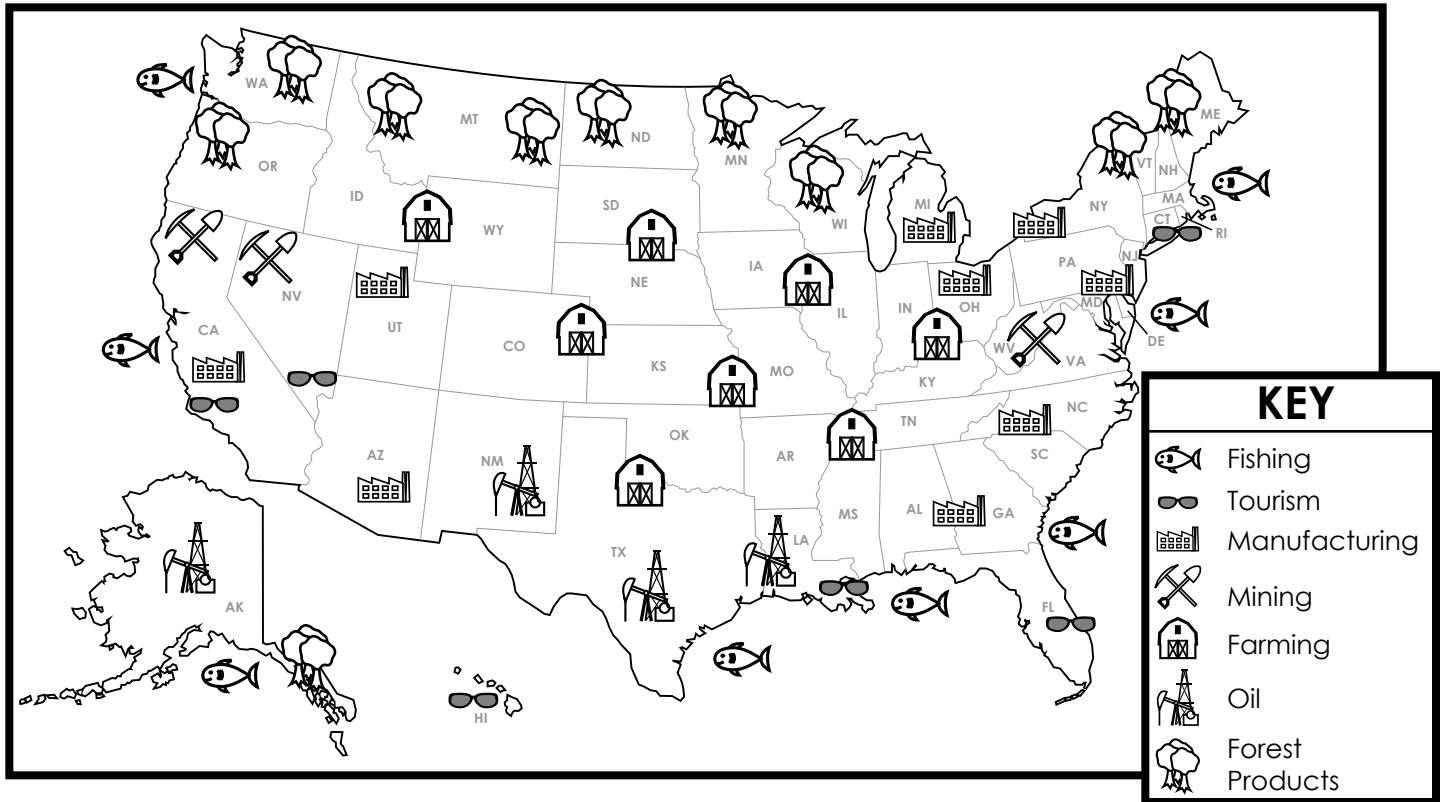 WA
MT
ND
MN
ME
OR
VT
NH
ID
SD
WI
MI
NY
MA
CT
RI
WY
IA
PA
NJ
NE
NV
IL
IN
OH
MD
DE
CA
UT
CO
WV
VA
KS
MO
KY
NC
TN
OK
AZ
NM
AR
SC
MS
AL
GA
TX
LA
AK
FL
HI
KEY
Fishing
Tourism
Manufacturing
Mining
Farming
Oil
Forest
Products